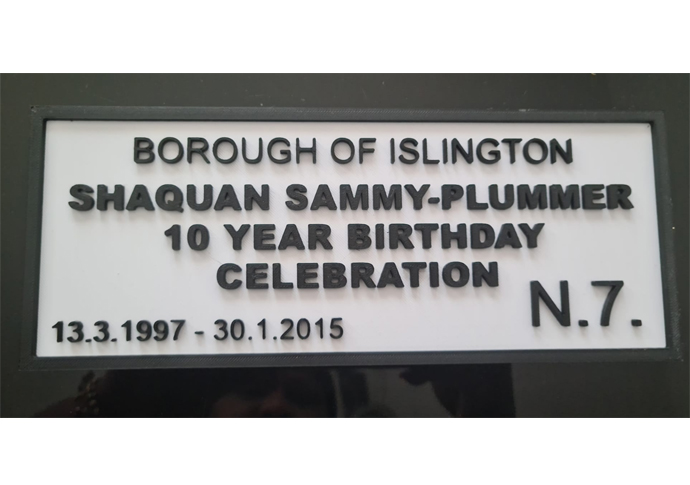 BOROUGH OF ISLINGTON
SHAQUAN SAMMY-PLUMMER
10 YEAR BIRTHDAY
CELEBRATION
N.7.
13.3.1997 - 30.1.2015